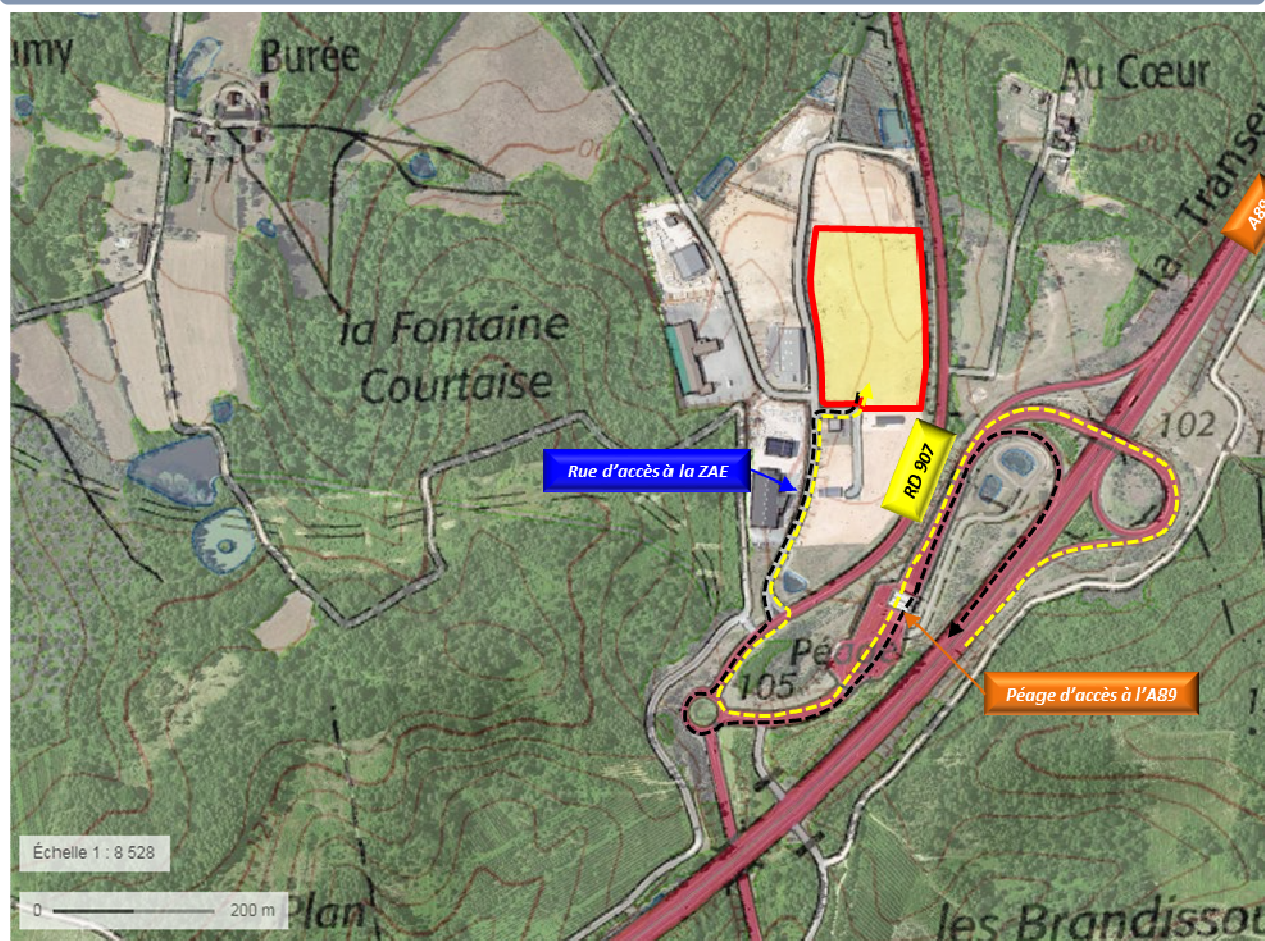 Burée
Au Cœur
111
la Transe
A89
la Fontaine
Courtaise
102
Rue d'accès à la ZAE
RD 907
105
Péage d'accès à l'A89
Échelle 1 : 8 528
0 200 m
Plan
les Brandissou